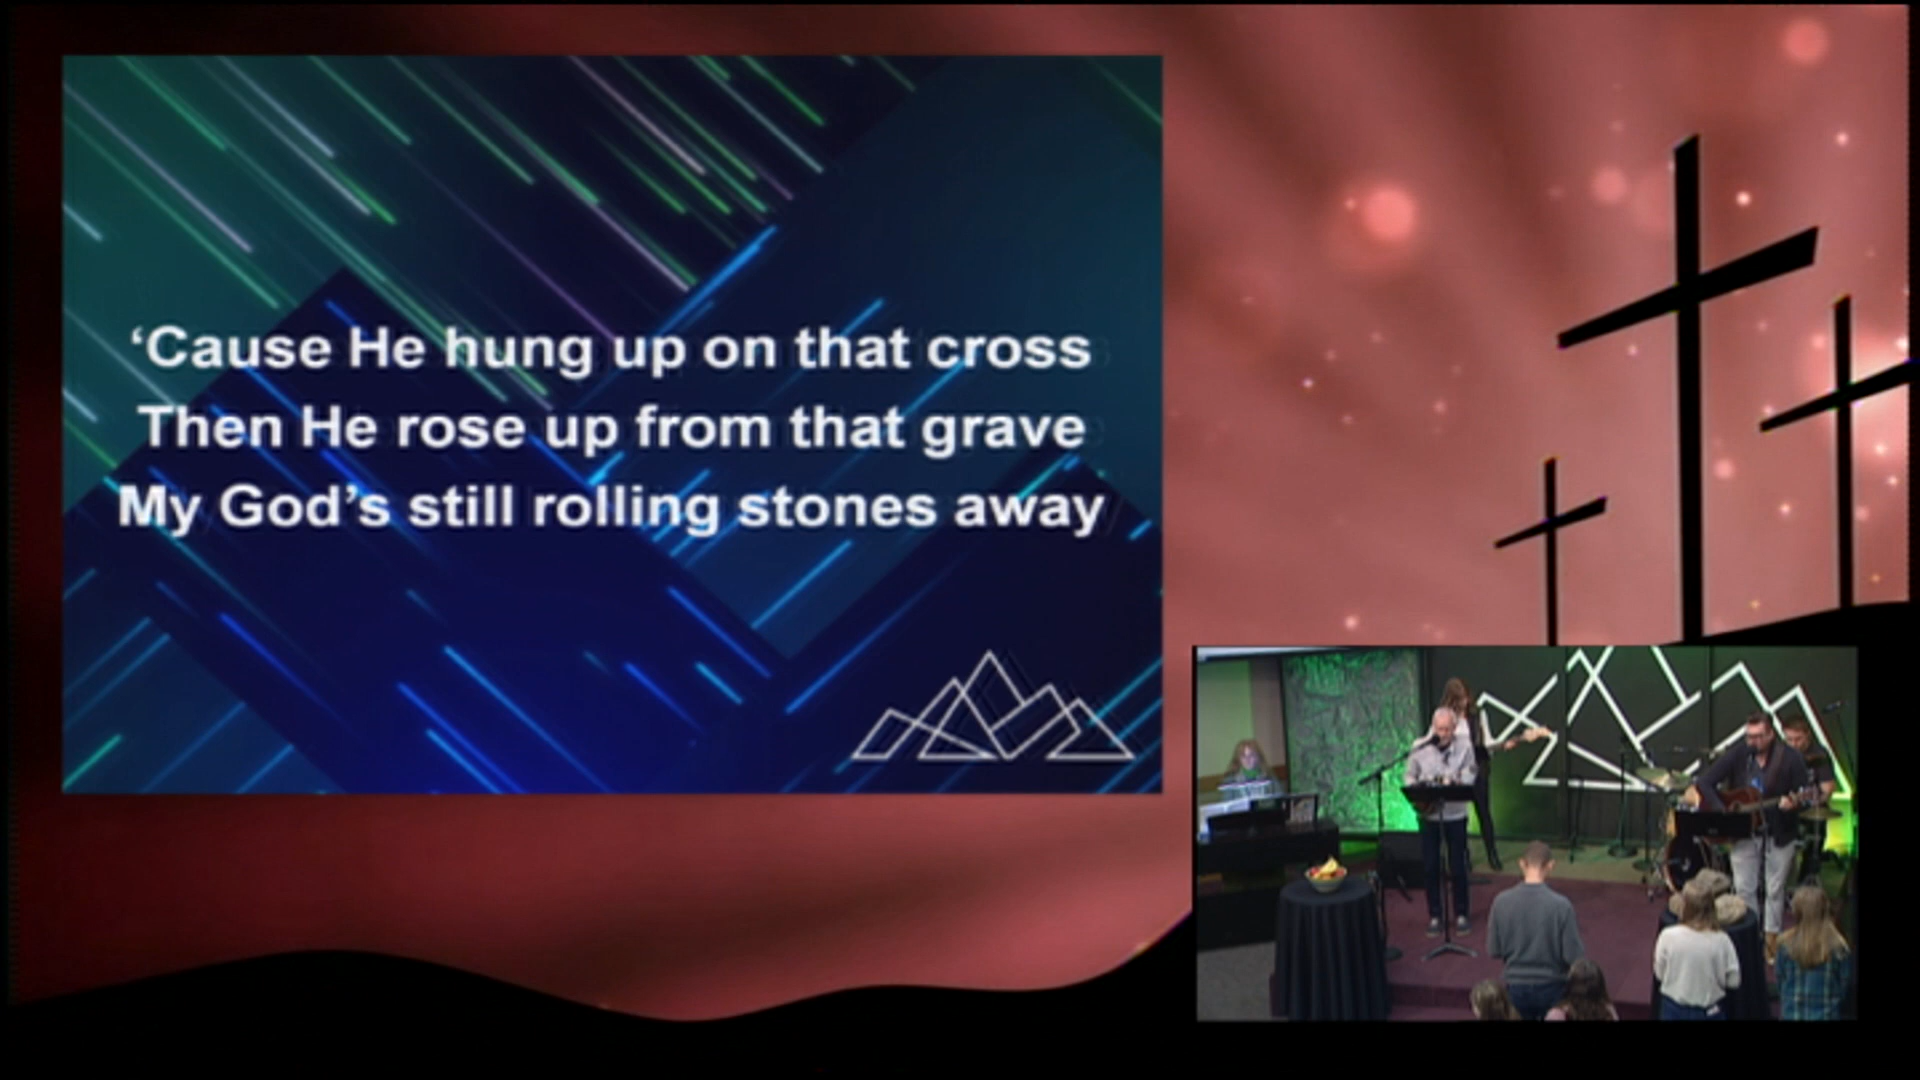 ‘Cause He hung up on that cross
Then He rose up from that grave
My God’s still rolling stones away